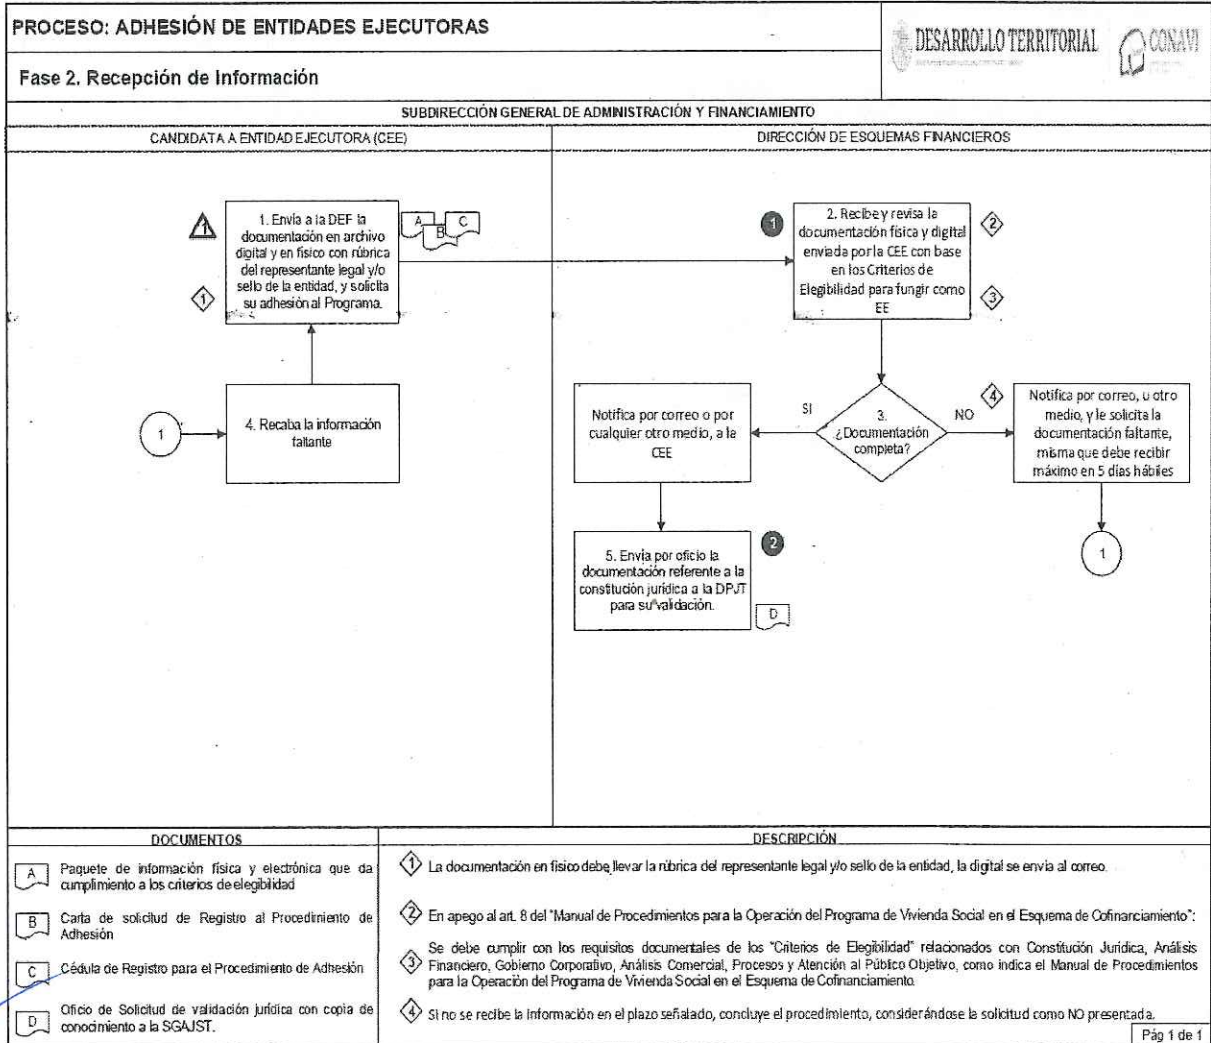 PROCESO: ADHESIÓN DE ENTIDADES EJECUTORAS
DESARROLLO TERRITORIAL
CONAVI
Fase 2. Recepción de Información
SUBDIRECCIÓN GENERAL DE ADMINISTRACIÓN Y FINANCIAMIENTO
CANDIDATA A ENTIDAD EJECUTORA (CEE)
DIRECCIÓN DE ESQUEMAS FINANCIEROS
1
1
1. Envía a la DEF la
documentación en archivo
digital y en físico con rúbrica
del representante legal y/o
sello de la entidad, y solicita
su adhesión al Programa.
A
B
C
1
2. Recibe y revisa la
documentación física y digital
enviada por la CEE con base
en los Criterios de
Elegibilidad para fungir como
EE
2
3
1
4. Recaba la información
faltante
Notifica por correo o por
cualquier otro medio, a le
CEE
SI
3.
¿Documentación
completa?
NO
4
Notifica por correo, u otro
medio, y le solicita la
documentación faltante,
misma que debe recibir
máximo en 5 días hábiles
1
5. Envía por oficio la
documentación referente a la
constitución jurídica a la DPJT
para su validación.
2
D
DOCUMENTOS
A Paquete de información física y electrónica que da
cumplimiento a los criterios de elegibilidad
B Carta de solicitud de Registro al Procedimiento de
Adhesión
C Cédula de Registro para el Procedimiento de Adhesión
D Oficio de Solicitud de validación jurídica con copia de
conocimiento a la SGAJST.
DESCRIPCIÓN
1 La documentación en físico debe llevar la rúbrica del representante legal y/o sello de la entidad, la digital se envía al correo.
2 En apego al art. 8 del "Manual de Procedimientos para la Operación del Programa de Vivienda Social en el Esquema de Cofinanciamiento":
3 Se debe cumplir con los requisitos documentales de los "Criterios de Elegibilidad" relacionados con Constitución Jurídica, Análisis
Financiero, Gobierno Corporativo, Análisis Comercial, Procesos y Atención al Público Objetivo, como indica el Manual de Procedimientos
para la Operación del Programa de Vivienda Social en el Esquema de Cofinanciamiento.
4 Si no se recibe la información en el plazo señalado, concluye el procedimiento, considerándose la solicitud como NO presentada.
Pág 1 de 1